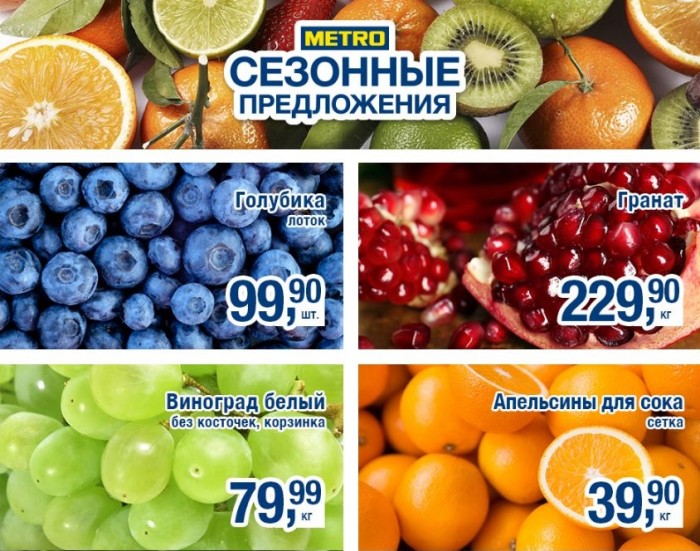 METRO
СЕЗОННЫЕ
ПРЕДЛОЖЕНИЯ
Голубика
лоток
99,90
шт.
Гранат
229,90
кг
Виноград белый
без косточек, корзинка
79,99
кг
Апельсины для сока
сетка
39,90
кг